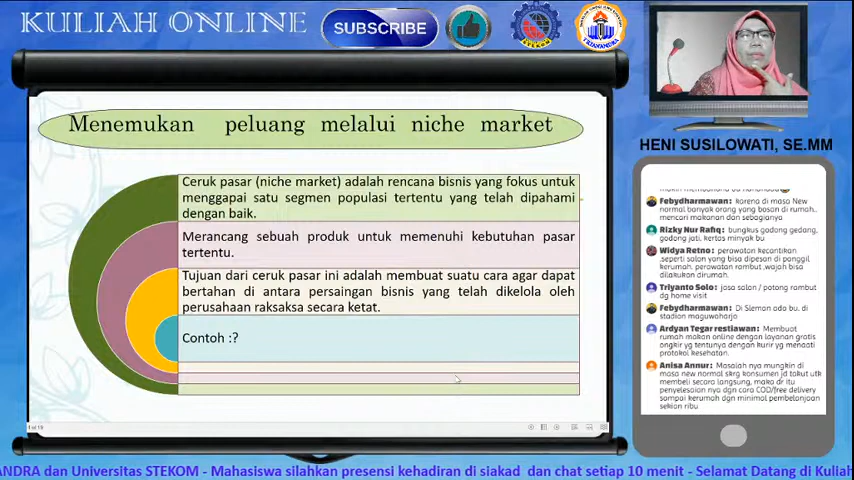 KULIAH ONLINE
SUBSCRIBE
STEKOM
Menemukan peluang melalui niche market
Ceruk pasar (niche market) adalah rencana bisnis yang fokus untuk
menggapai satu segmen populasi tertentu yang telah dipahami
dengan baik.
Merancang sebuah produk untuk memenuhi kebutuhan pasar
tertentu.
Tujuan dari ceruk pasar ini adalah membuat suatu cara agar dapat
bertahan di antara persaingan bisnis yang telah dikelola oleh
perusahaan raksaksa secara ketat.
Contoh :?
HENI SUSILOWATI, SE.MM
Febydharmawan: karena di masa New
normal banyak orang yang bosan di rumah..
mencari makanan dan sebagianya
Rizky Nur Rafiq: bungkus godong gedang,
godong jati, kertas minyak bu
Widya Retno: perawatan kecantikan
,seperti salon yang bisa dipesan di panggil
kerumah. perawatan rambut ,wajah bisa
dilakukan dirumah.
Triyanto Solo: jasa salon / potong rambut
dg home visit
Febydharmawan: Di Sleman ada bu, di
stadion maguwoharjo
Ardyan Tegar restiawan: Membuat
rumah makan online dengan layanan gratis
ongkir yg tentunya dengan kurir yg menaati
protokol kesehatan.
Anisa Annur: Masalah nya mungkin di
masa new normal skrg konsumen jd takut utk
membeli secara langsung, maka dr itu
penyelesaian nya dgn cara COD/free delivery
sampai kerumah dgn minimal pembelanjaan
sekian ribu
ANDRA dan Universitas STEKOM - Mahasiswa silahkan presensi kehadiran di siakad dan chat setiap 10 menit - Selamat Datang di Kuliah